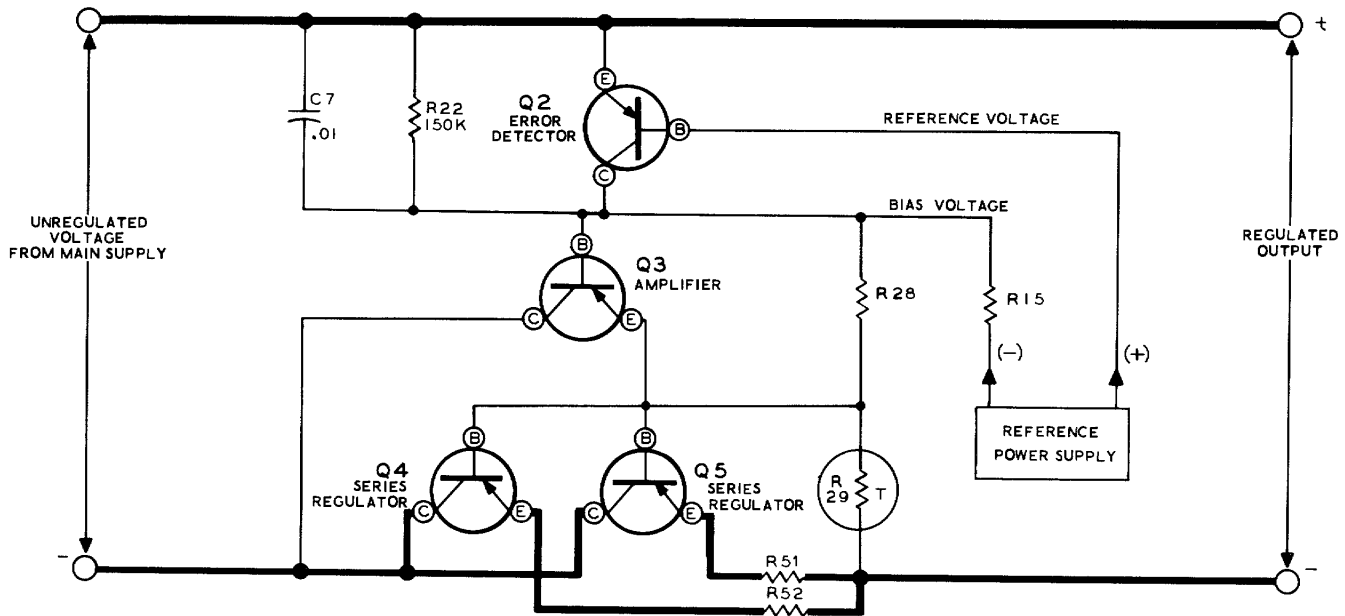 t
E
C7
.01
R22
150K
Q2
ERROR
DETECTOR
B
REFERENCE VOLTAGE
C
BIAS VOLTAGE
UNREGULATED
VOLTAGE
FROM MAIN SUPPLY
REGULATED
OUTPUT
B
Q3
AMPLIFIER
C
E
R28
R15
(-)
(+)
REFERENCE
POWER SUPPLY
B
B
Q4
SERIES
REGULATOR
C
E
Q5
SERIES
REGULATOR
C
E
R
29
T
-
-
R51
R52